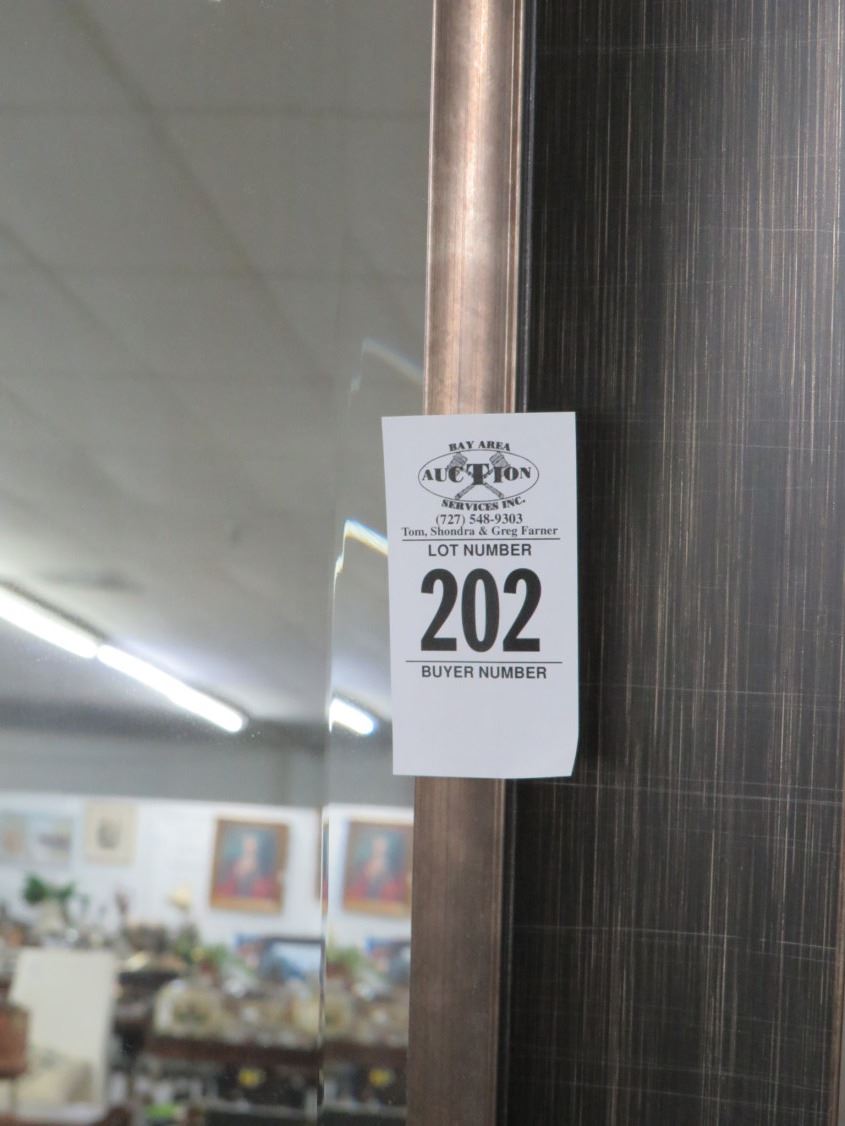 BAY AREA
AUCTION
SERVICES INC.
(727) 548-9303
Tom, Shondra & Greg Farner
LOT NUMBER
202
BUYER NUMBER